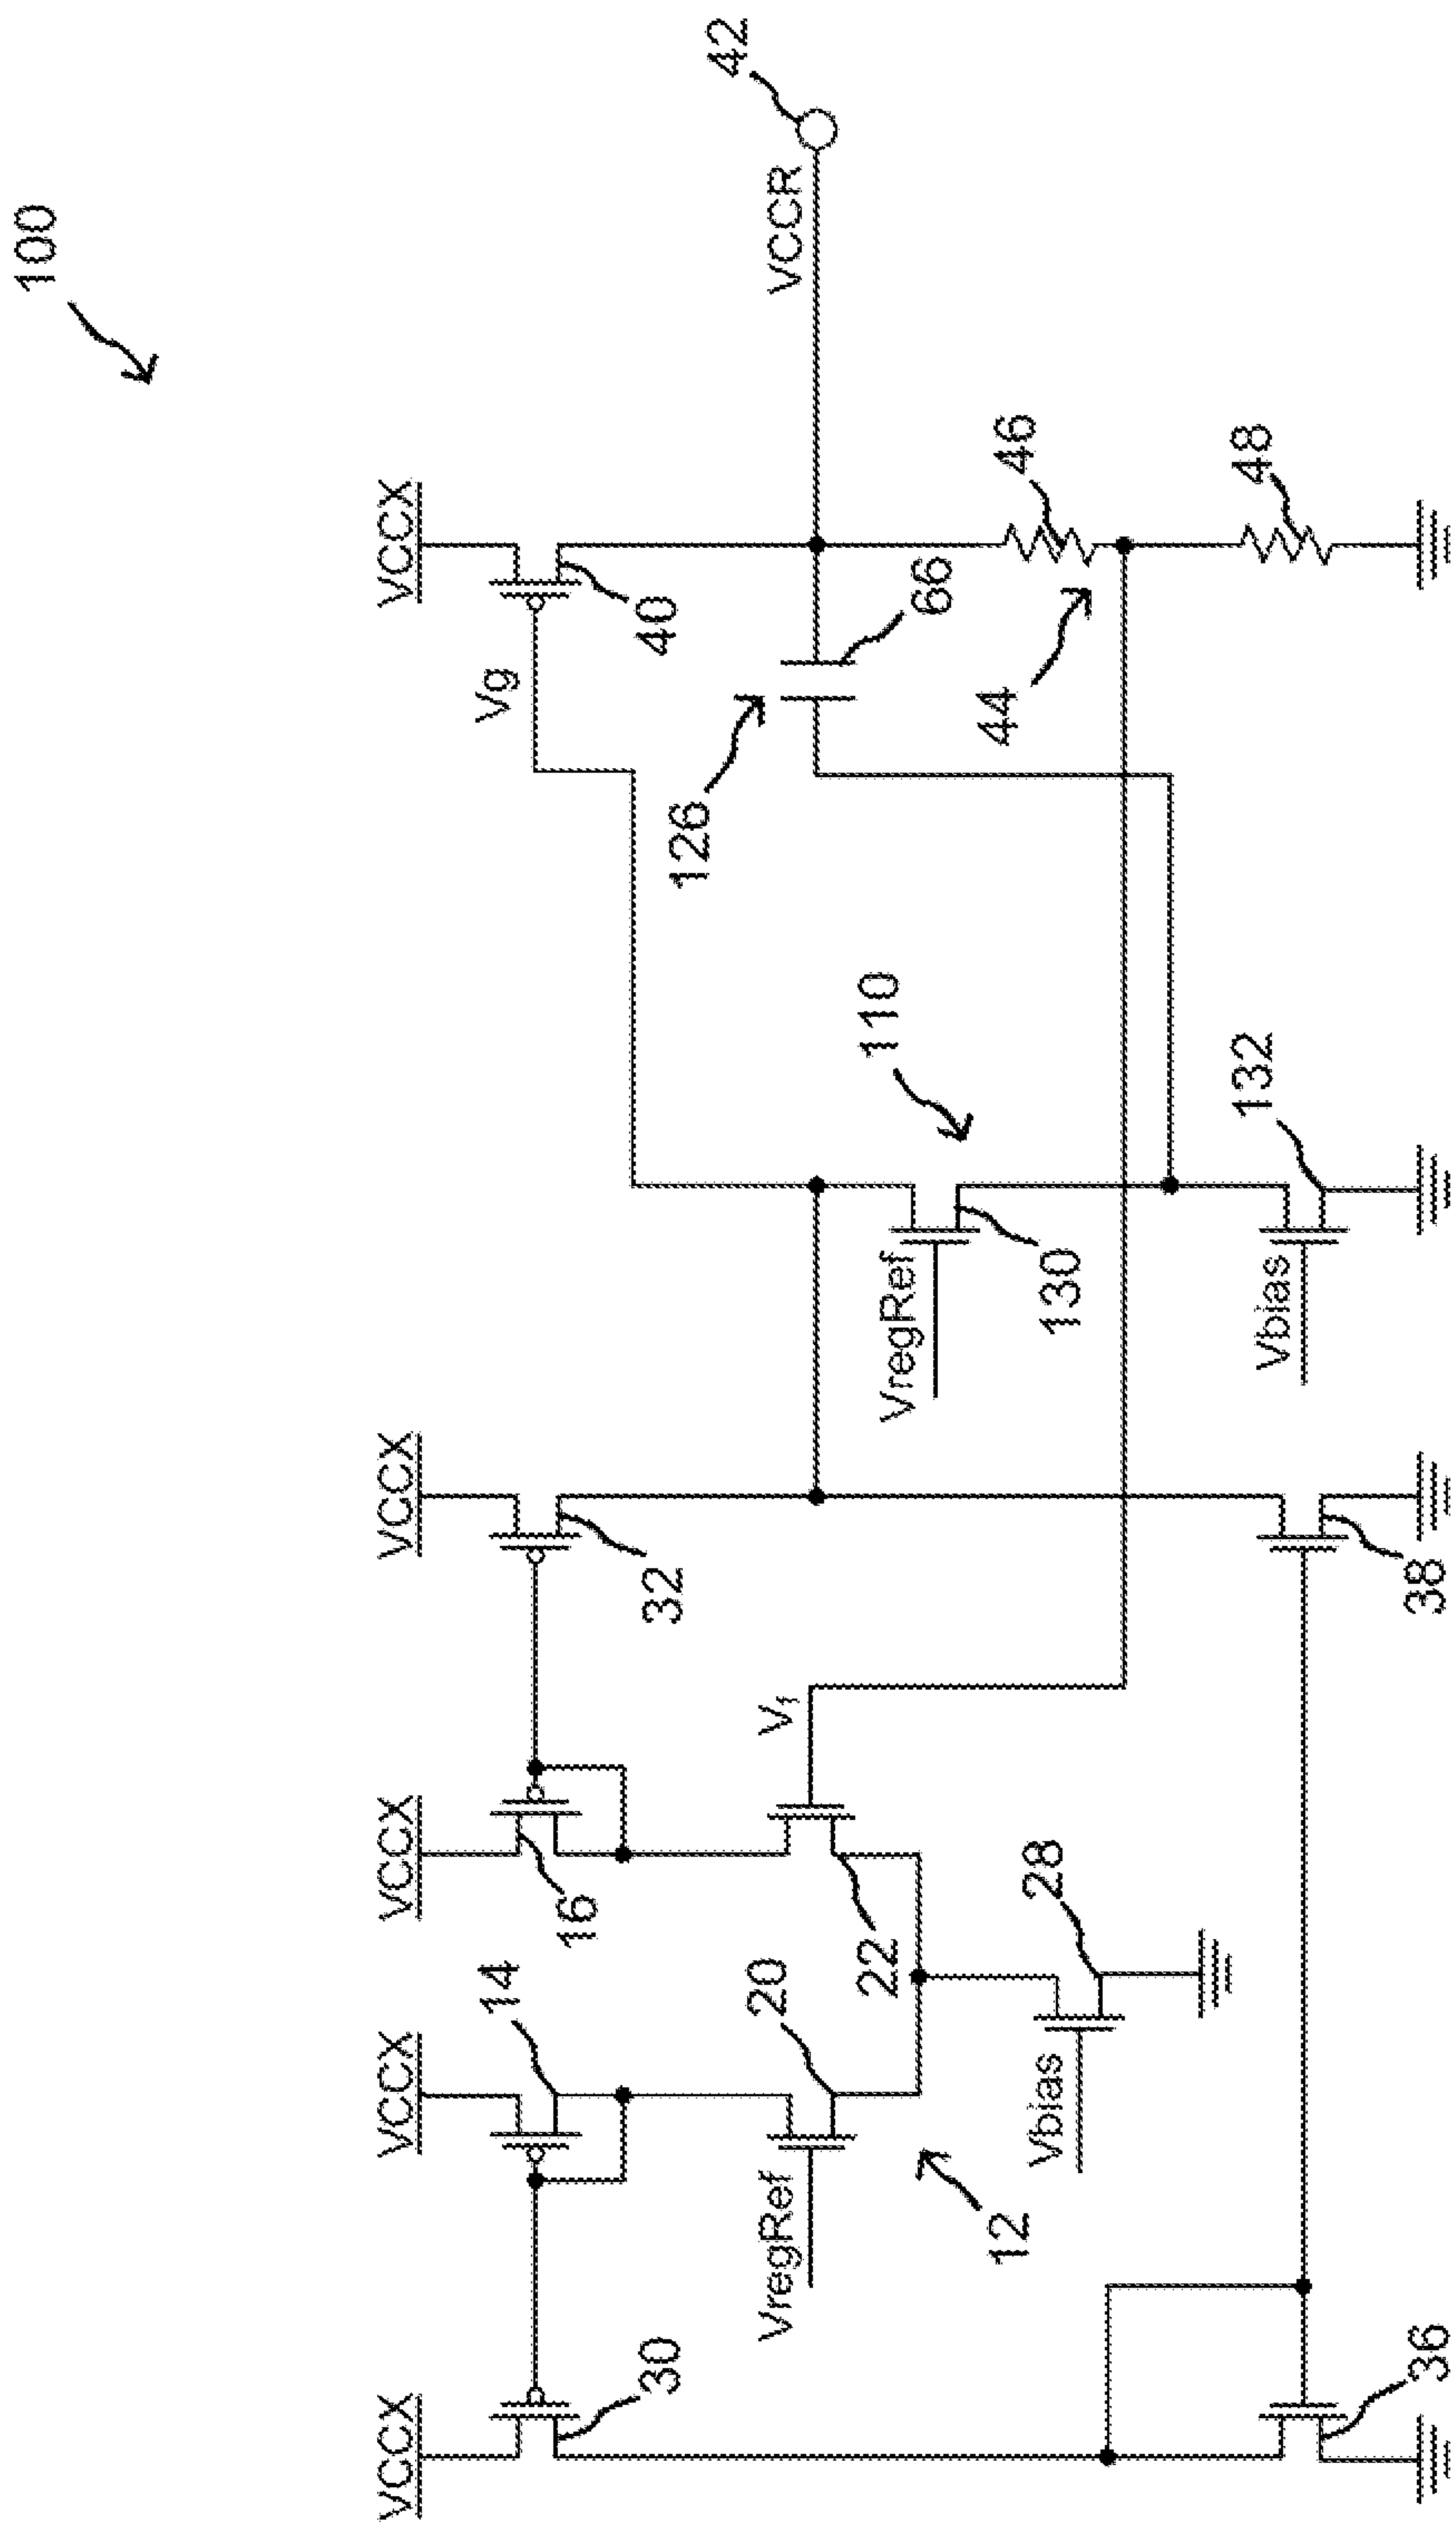 100
VCCX
VCCX
VCCX
VCCX
VCCX
30
14
16
32
Vg
40
VregRef
20
22
V₁
12
Vbias
28
VregRef
130
110
126
66
VCCR
42
44
46
48
Vbias
132
36
38